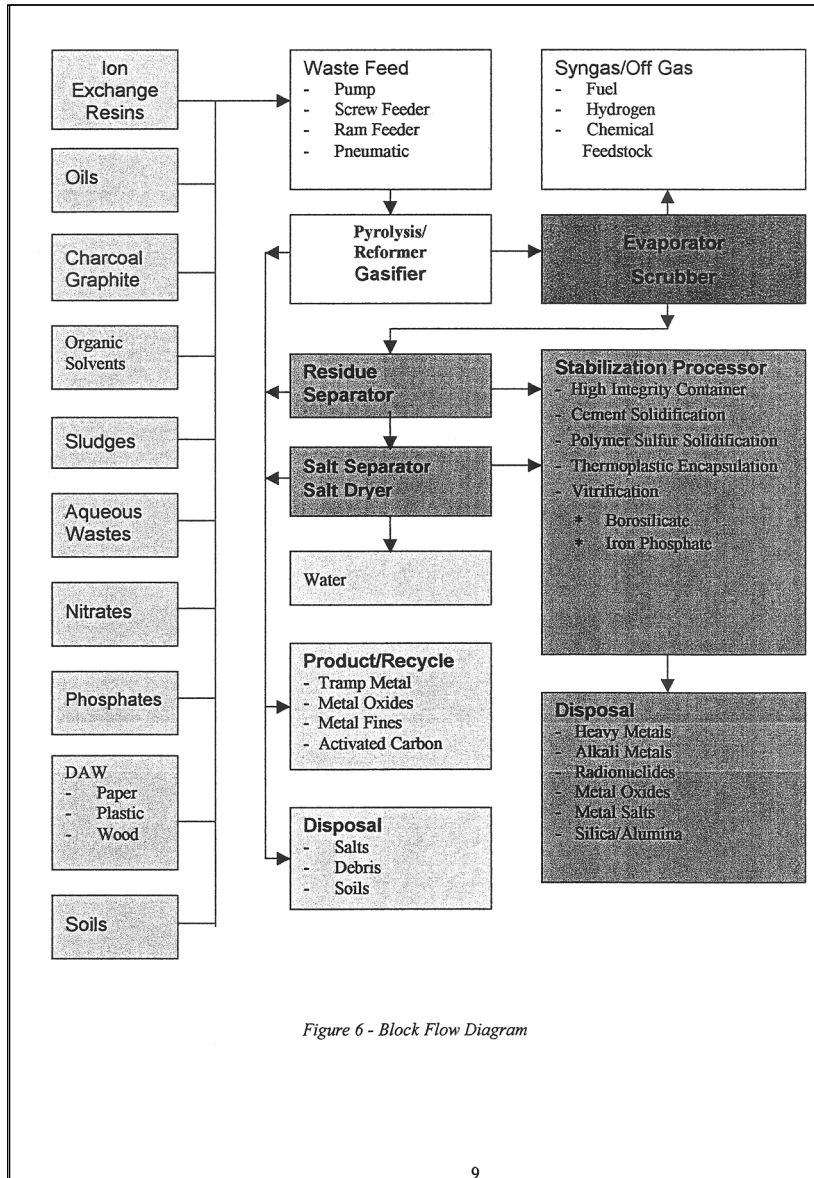 Ion
Exchange
Resins
Oils
Charcoal
Graphite
Organic
Solvents
Sludges
Aqueous
Wastes
Nitrates
Phosphates
DAW
- Paper
- Plastic
- Wood
Soils
Waste Feed
- Pump
- Screw Feeder
- Ram Feeder
- Pneumatic
Pyrolysis/
Reformer
Gasifier
Residue
Separator
Salt Separator
Salt Dryer
Water
Product/Recycle
- Tramp Metal
- Metal Oxides
- Metal Fines
- Activated Carbon
Disposal
- Salts
- Debris
- Soils
Syngas/Off Gas
- Fuel
- Hydrogen
- Chemical
Feedstock
Evaporator
Scrubber
Stabilization Processor
- High Integrity Container
- Cement Solidification
- Polymer Sulfur Solidification
- Thermoplastic Encapsulation
- Vitrification
* Borosilicate
* Iron Phosphate
Disposal
- Heavy Metals
- Alkali Metals
- Radionuclides
- Metal Oxides
- Metal Salts
- Silica/Alumina
Figure 6 - Block Flow Diagram
9